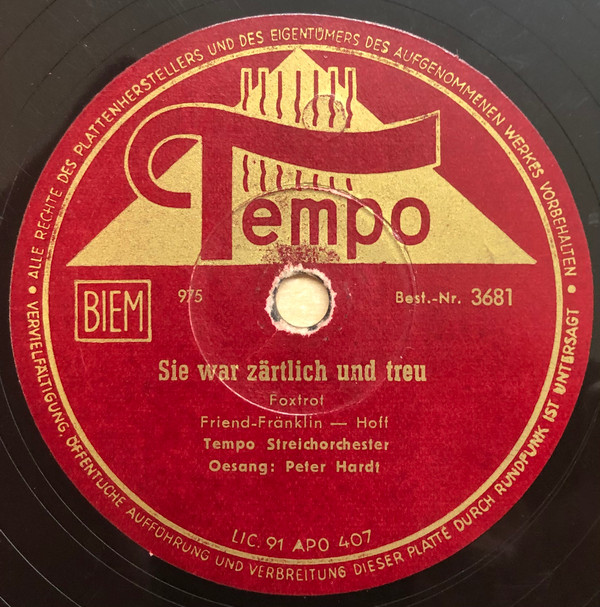 ALLE RECHTE DES PLATTENHERSTELLERS UND DES EIGENTÜMERS DES AUFGENOMMENEN WERKES VORBEHALTEN
Tempo
BIEM
975
Best.-Nr. 3681
Sie war zärtlich und treu
Foxtrot
Friend-Fränklin — Hoff
Tempo Streichorchester
Gesang: Peter Hardt
LIC. 91 APO 407
• VERVIELFÄLTIGUNG, ÖFFENTLICHE AUFFÜHRUNG UND VERBREITUNG DIESER PLATTE DURCH RUNDFUNK IST UNTERSAGT •